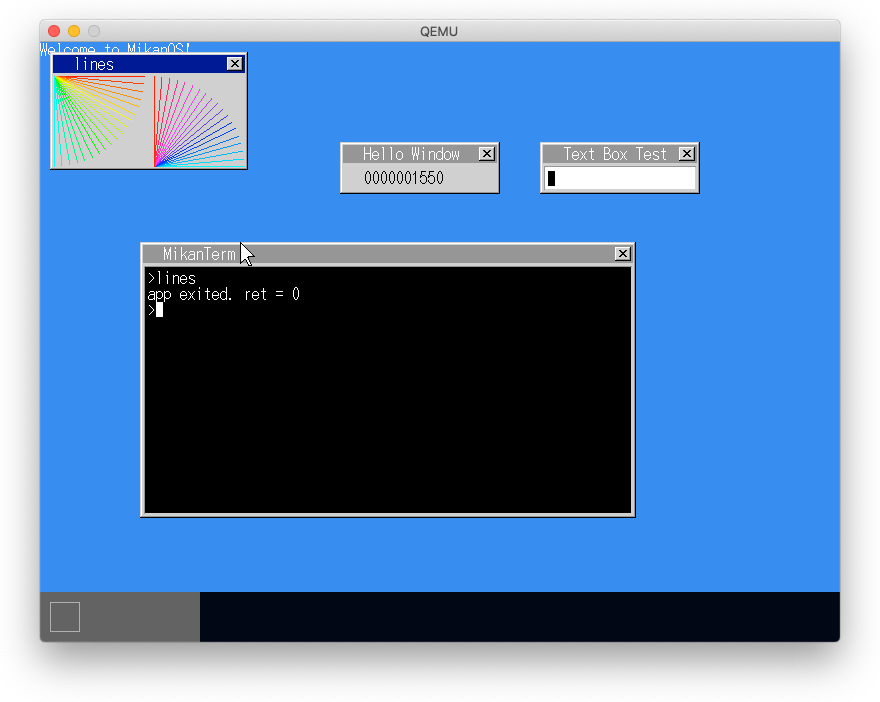 QEMU
Welcome to MikanOS!
lines
Hello Window
0000001550
Text Box Test
MikanTerm
>lines
app exited. ret = 0
>